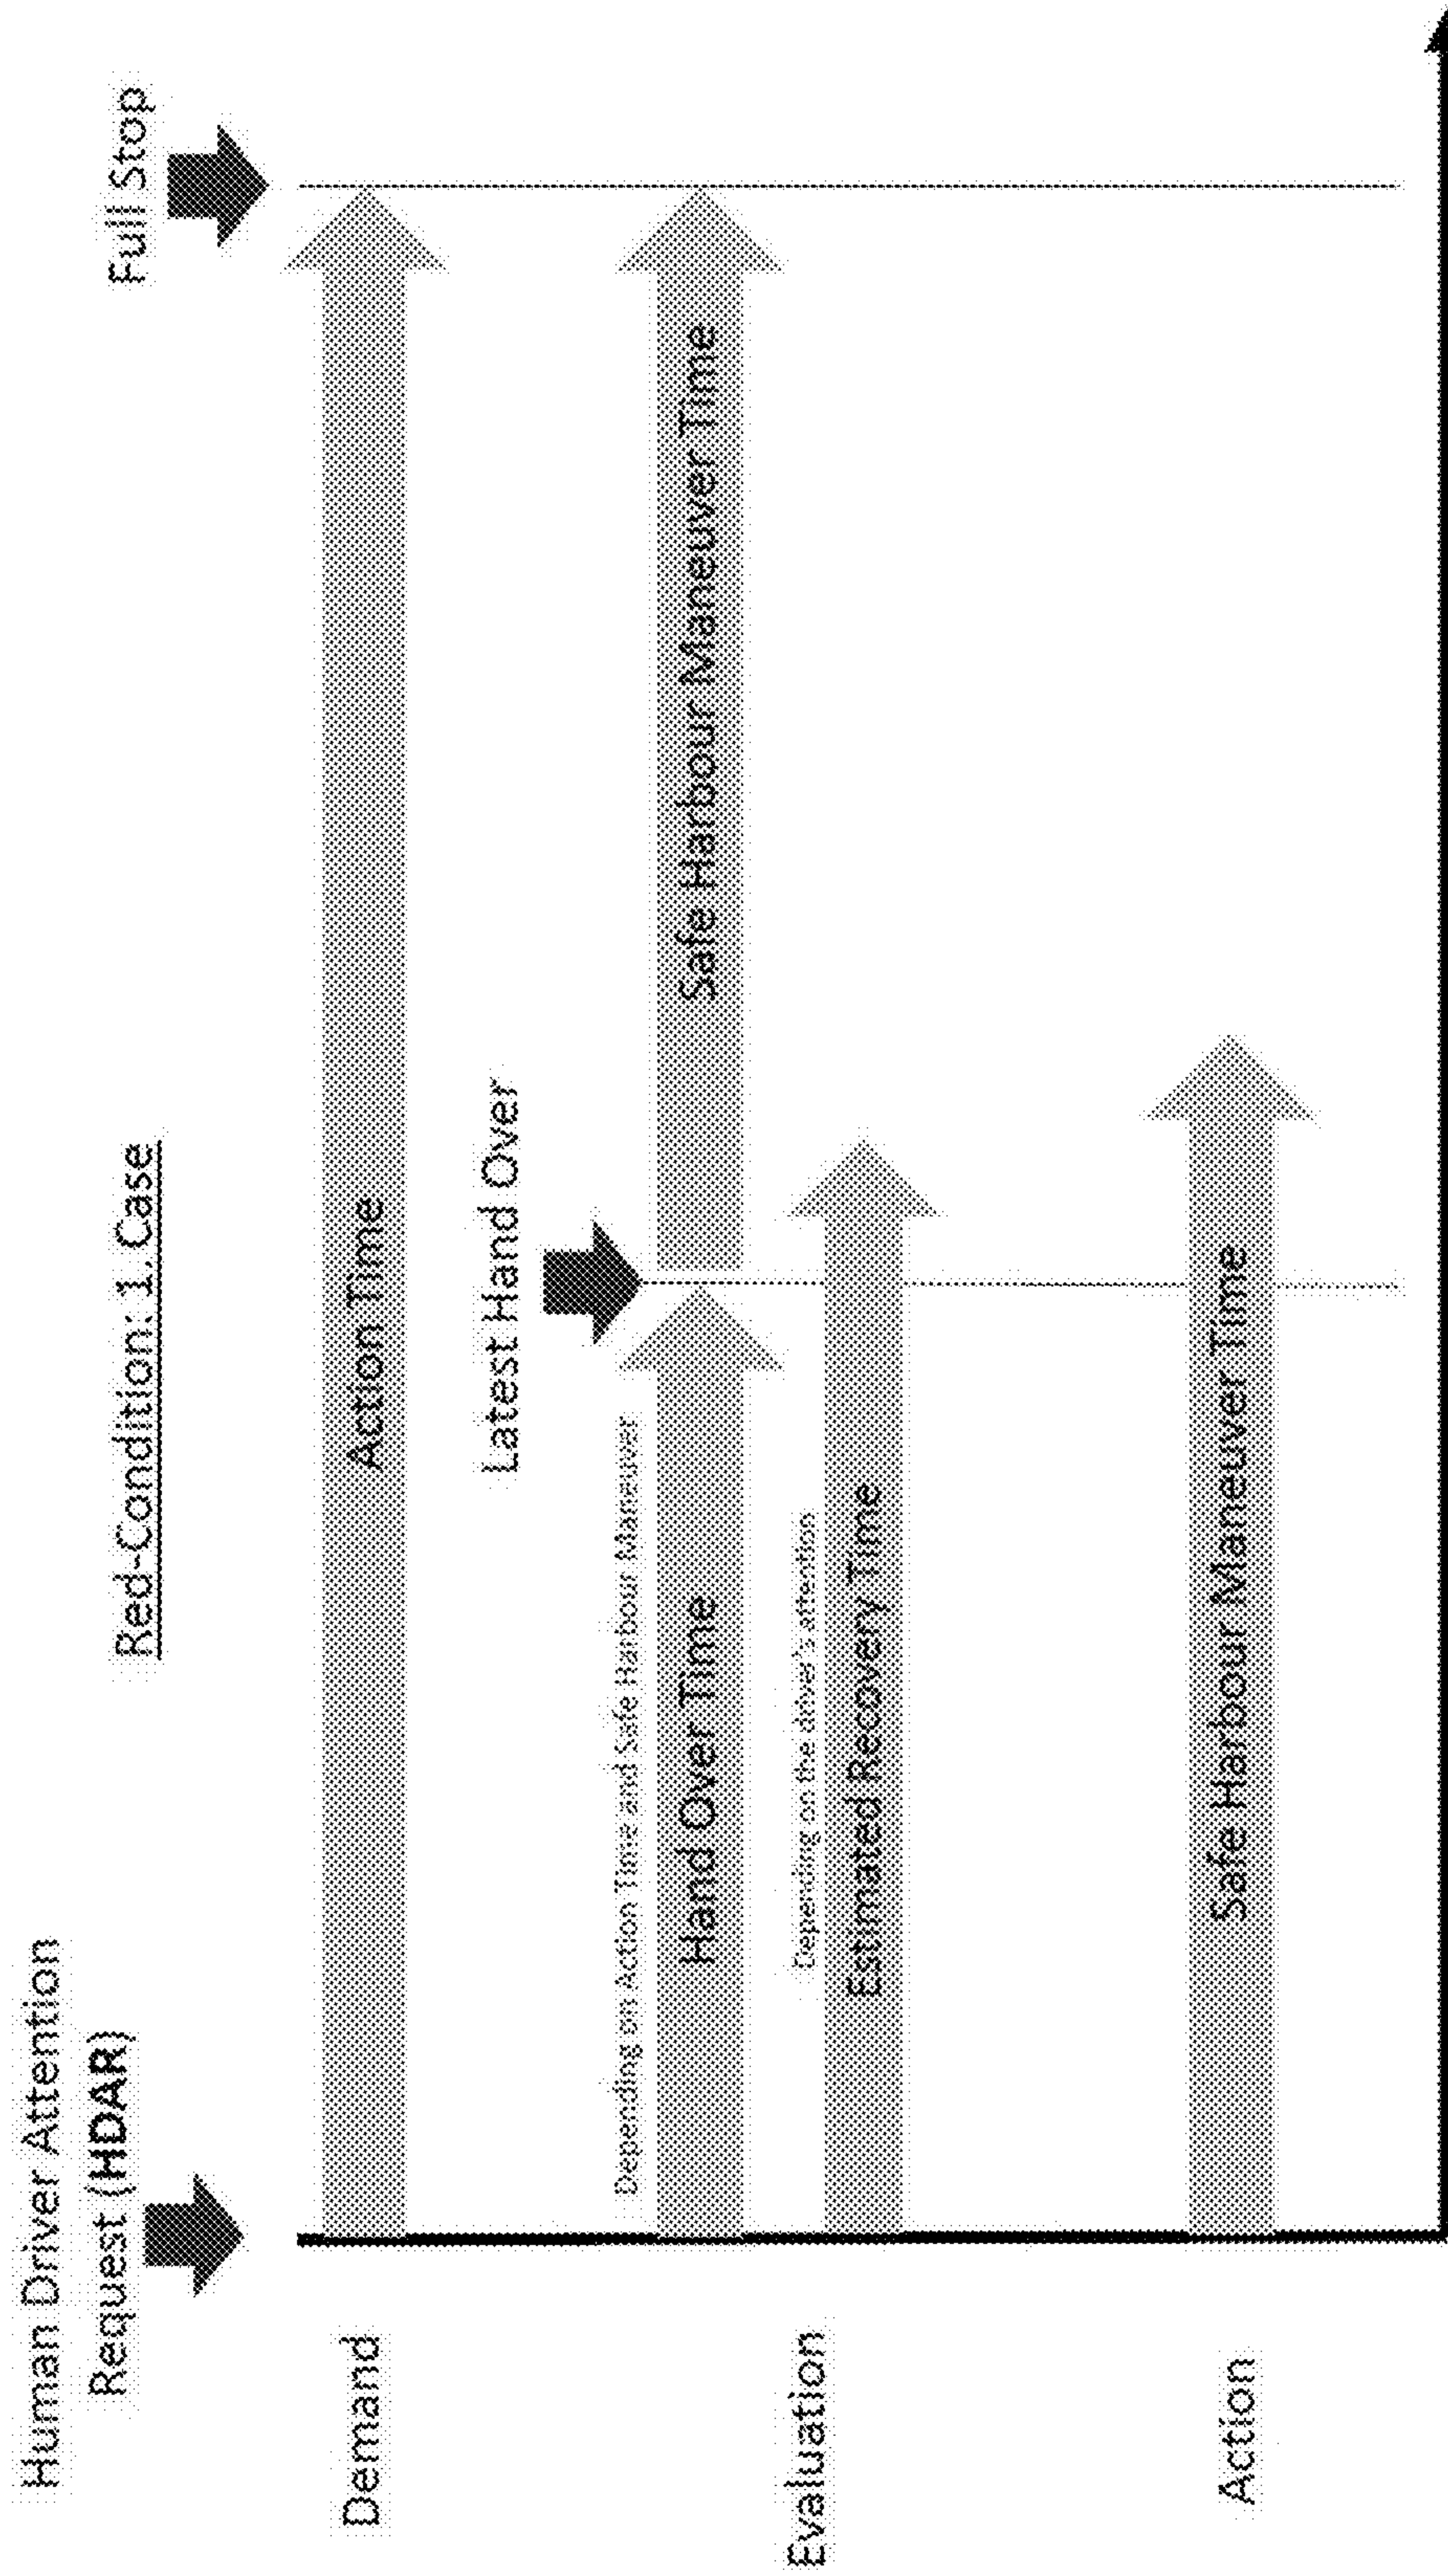 Human Driver Attention
Request (HDAR)
Red-Condition: 1. Case
Full Stop
Demand
Action Time
Latest Hand Over
Depending on Action Time and Safe Harbour Maneuver
Hand Over Time
Safe Harbour Maneuver Time
Evaluation
Depending on the driver's attention
Estimated Recovery Time
Action
Safe Harbour Maneuver Time